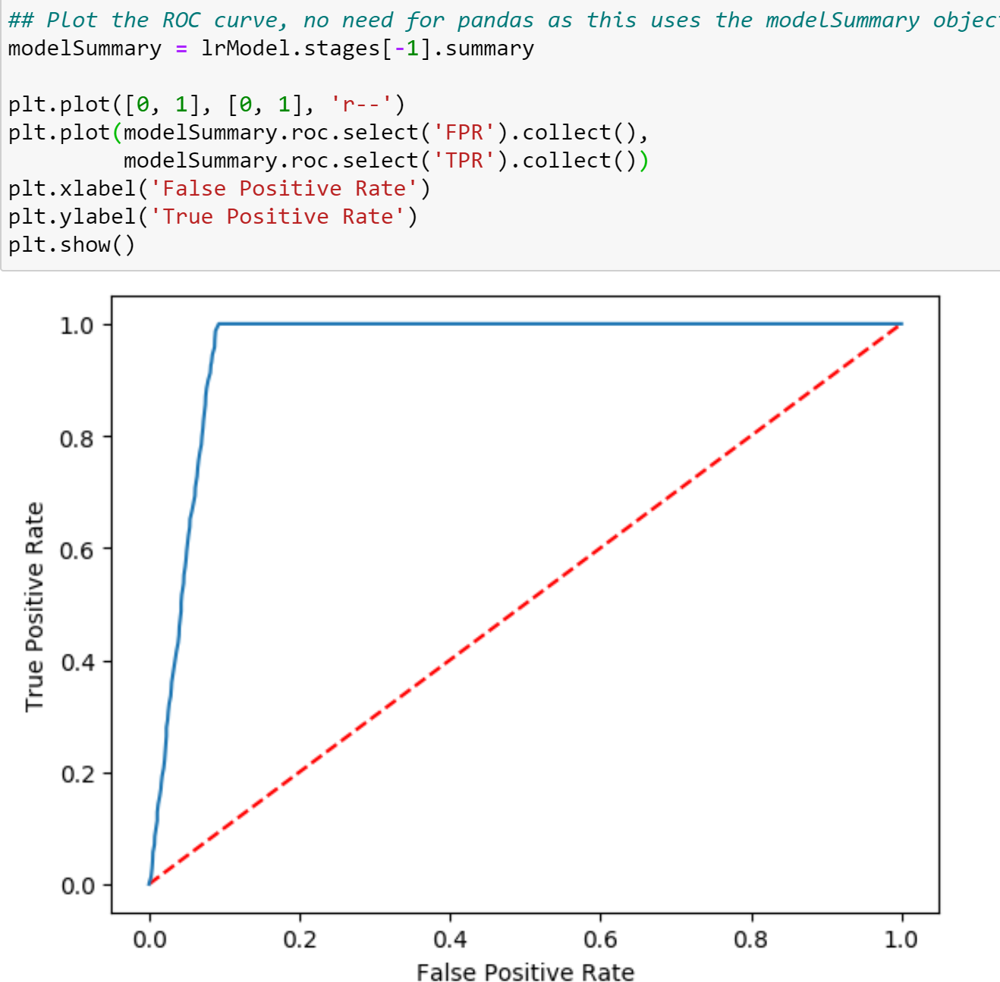 ## Plot the ROC curve, no need for pandas as this uses the modelSummary objec
modelSummary = lrModel.stages[-1].summary
plt.plot([0, 1], [0, 1], 'r--')
plt.plot(modelSummary.roc.select('FPR').collect(),
modelSummary.roc.select('TPR').collect())
plt.xlabel('False Positive Rate')
plt.ylabel('True Positive Rate')
plt.show()
1.0
0.8
0.6
0.4
0.2
0.0
True Positive Rate
0.0 0.2 0.4 0.6 0.8 1.0
False Positive Rate